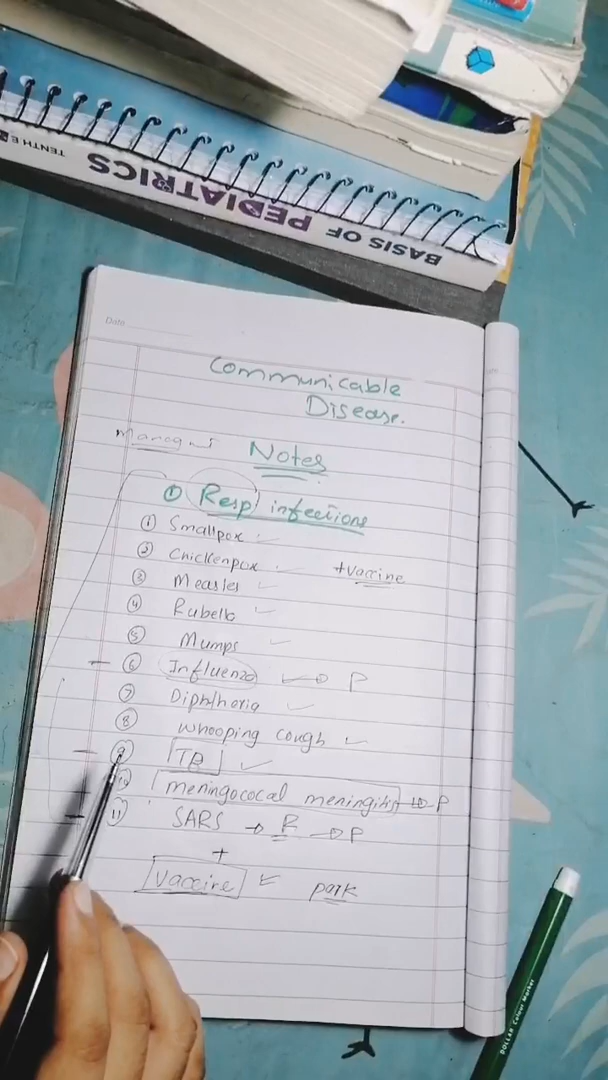 BASIS OF PEDIATRICS
TENTH E
Date
Communicable
Disease.
Notes
① Resp infections
① Smallpox
② Chickenpox + vaccine
③ Measles
④ Rubella
⑤ Mumps
⑥ Influenza → P
⑦ Diphtheria
⑧ Whooping cough ✓
⑨ TB ✓
⑩ meningococal meningitis → P
⑪ SARS → R → P
+
Vaccine park
DOLLAR Colour Marker